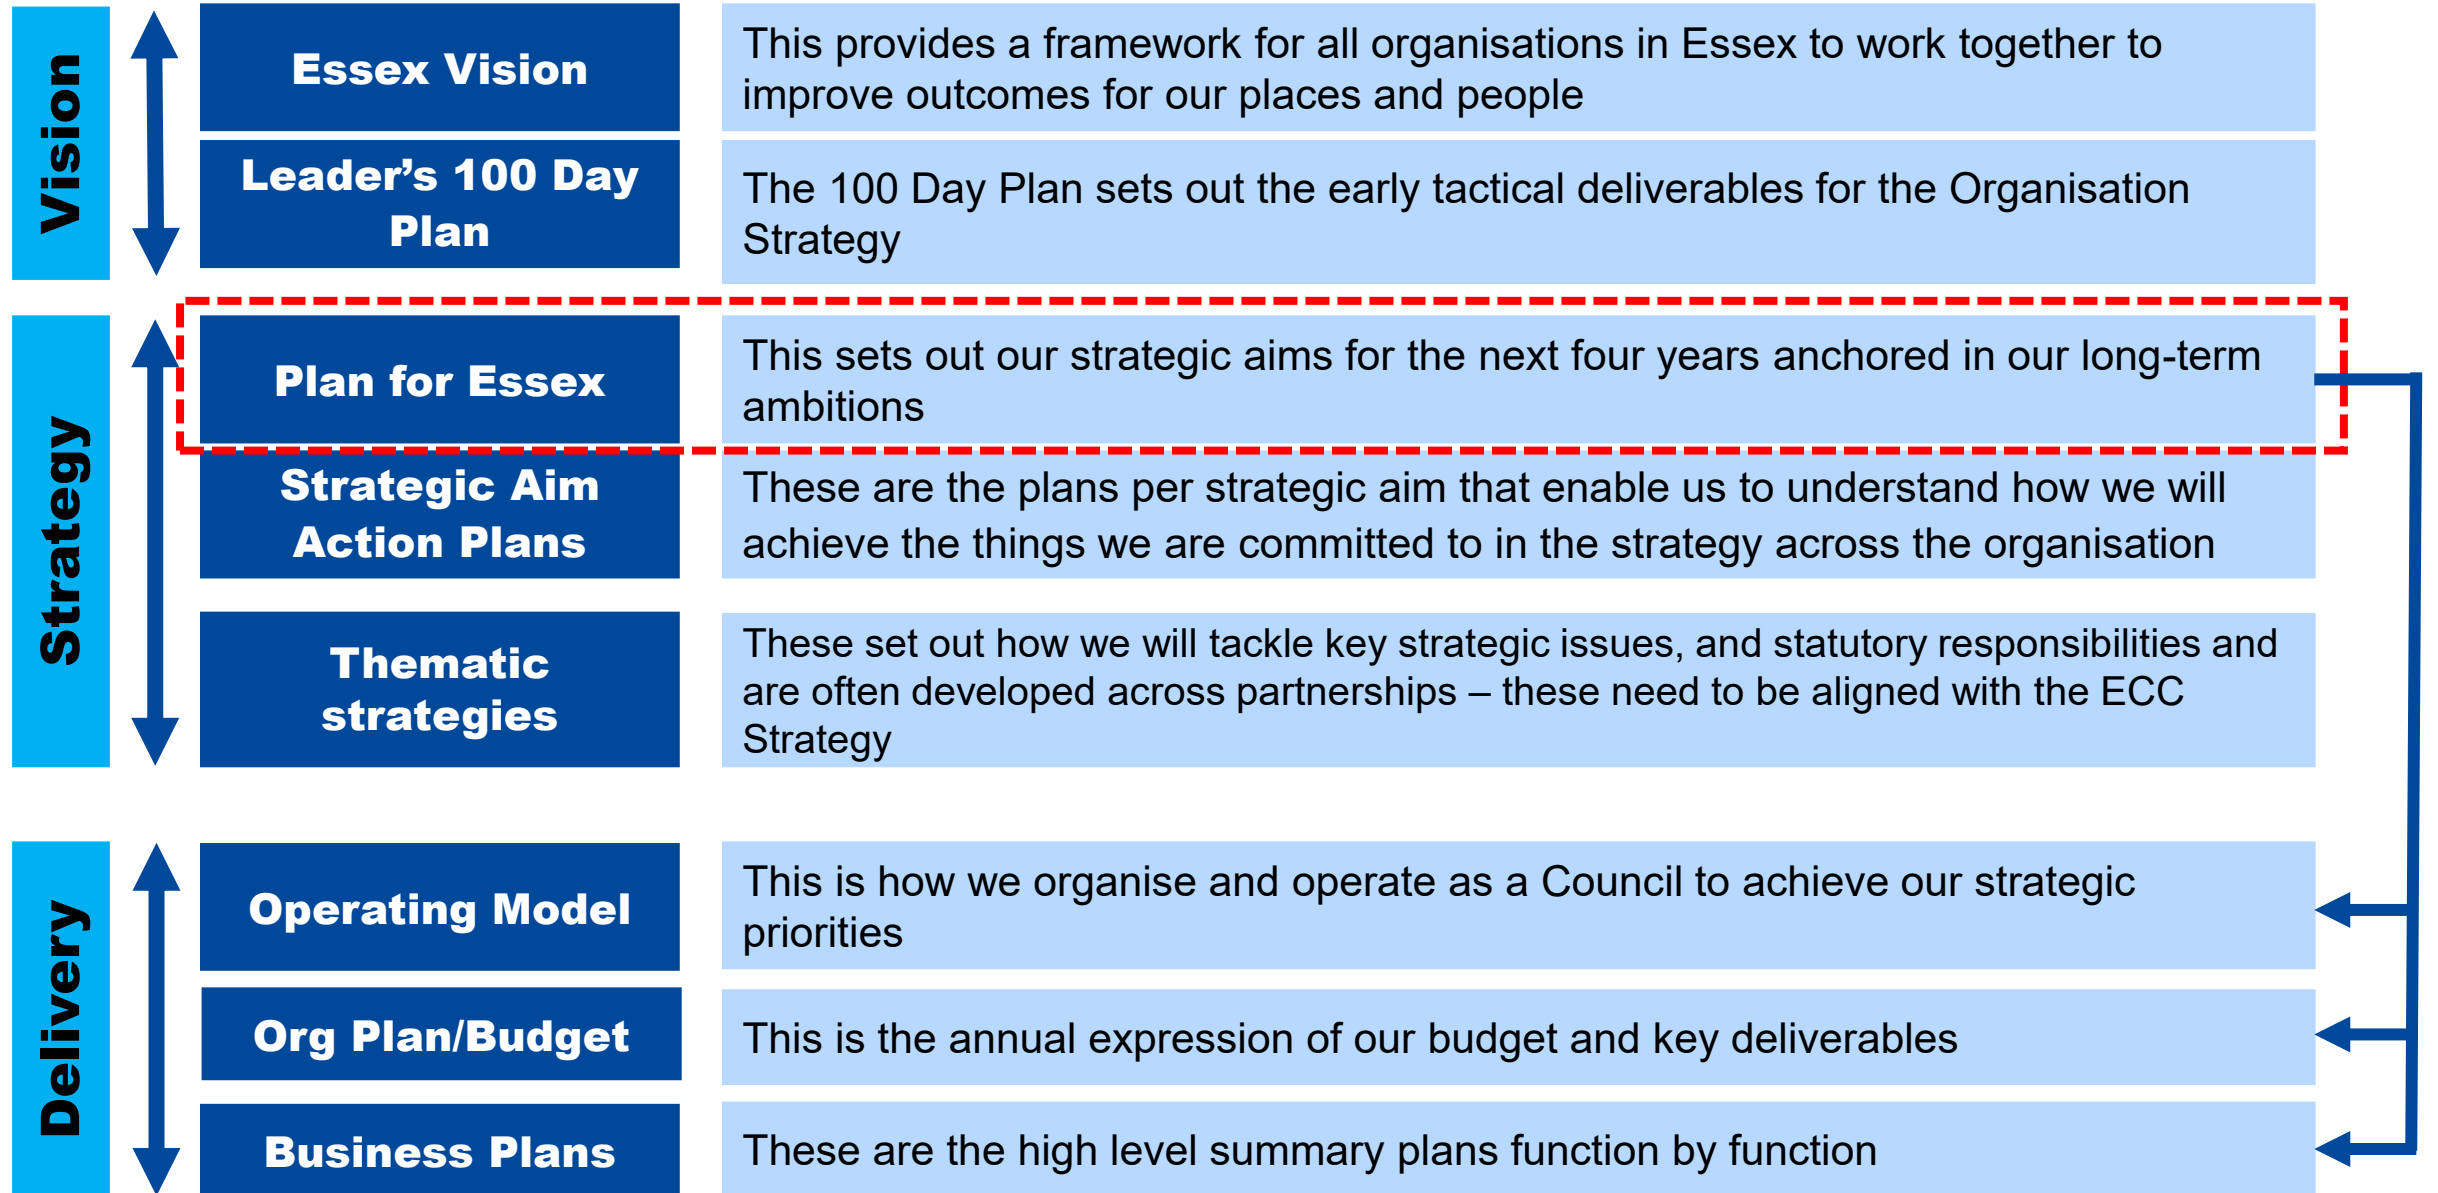 Vision
Essex Vision
This provides a framework for all organisations in Essex to work together to
improve outcomes for our places and people
Leader’s 100 Day
Plan
The 100 Day Plan sets out the early tactical deliverables for the Organisation
Strategy
Strategy
Plan for Essex
This sets out our strategic aims for the next four years anchored in our long-term
ambitions
Strategic Aim
Action Plans
These are the plans per strategic aim that enable us to understand how we will
achieve the things we are committed to in the strategy across the organisation
Thematic
strategies
These set out how we will tackle key strategic issues, and statutory responsibilities and
are often developed across partnerships – these need to be aligned with the ECC
Strategy
Delivery
Operating Model
This is how we organise and operate as a Council to achieve our strategic
priorities
Org Plan/Budget
This is the annual expression of our budget and key deliverables
Business Plans
These are the high level summary plans function by function